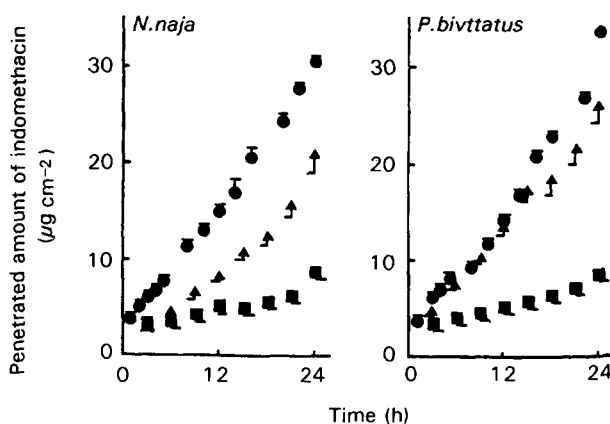 N.naja
P.bivttatus
Penetrated amount of indomethacin
(µg cm⁻²)
30
20
10
0
30
20
10
0
0 12 24
0 12 24
Time (h)